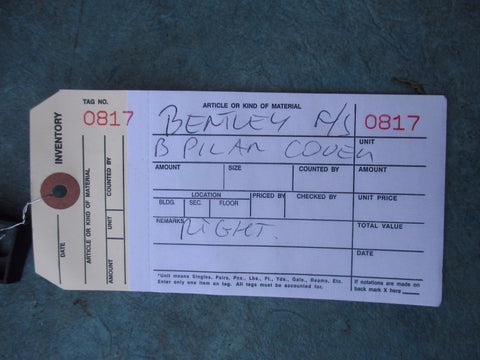 TAG NO.
0817
INVENTORY
DATE
ARTICLE OR KIND OF MATERIAL
AMOUNT
UNIT
COUNTED BY
ARTICLE OR KIND OF MATERIAL
BENTLEY P/S
0817
B PILAR COVER
UNIT
AMOUNT SIZE COUNTED BY
LOCATION PRICED BY CHECKED BY UNIT PRICE
BLDG. SEC. FLOOR
REMARKS RIGHT.
TOTAL VALUE
DATE
*Unit means Singles, Pairs, Pns., Lbs., Ft., Yds., Gals., Reams, Etc.
Enter only one item on tag. All tags must be accounted for.
If notations are made on
back mark X here